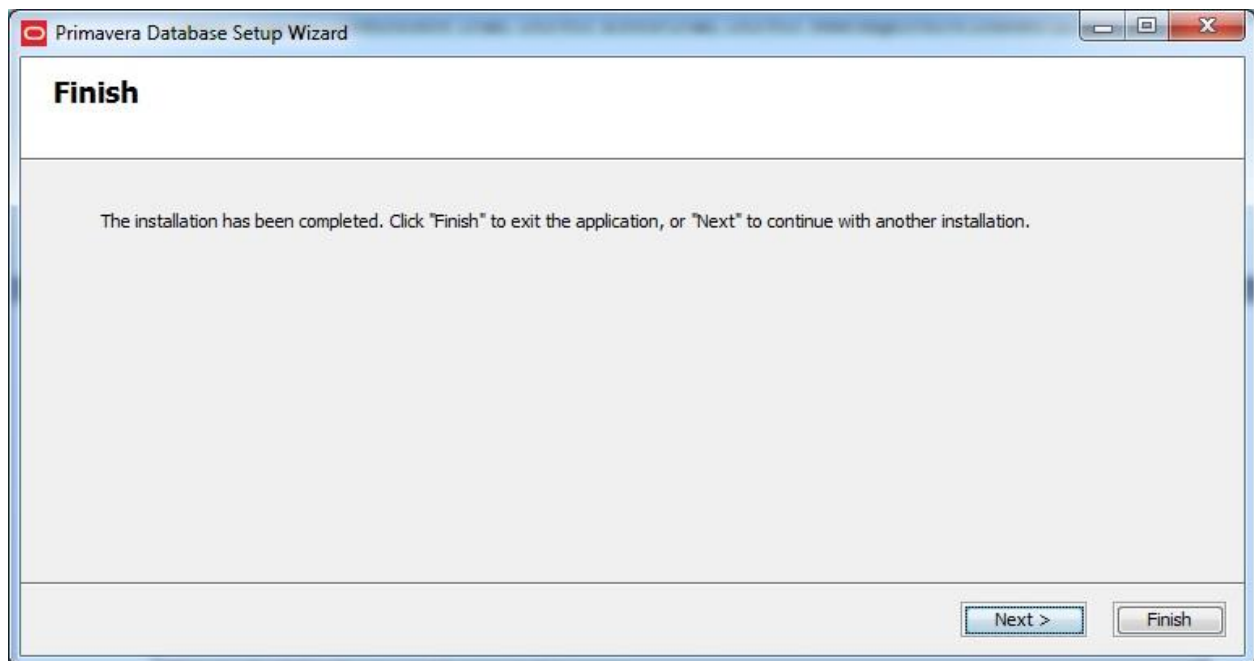 Primavera Database Setup Wizard
Finish
The installation has been completed. Click "Finish" to exit the application, or "Next" to continue with another installation.
Next >
Finish